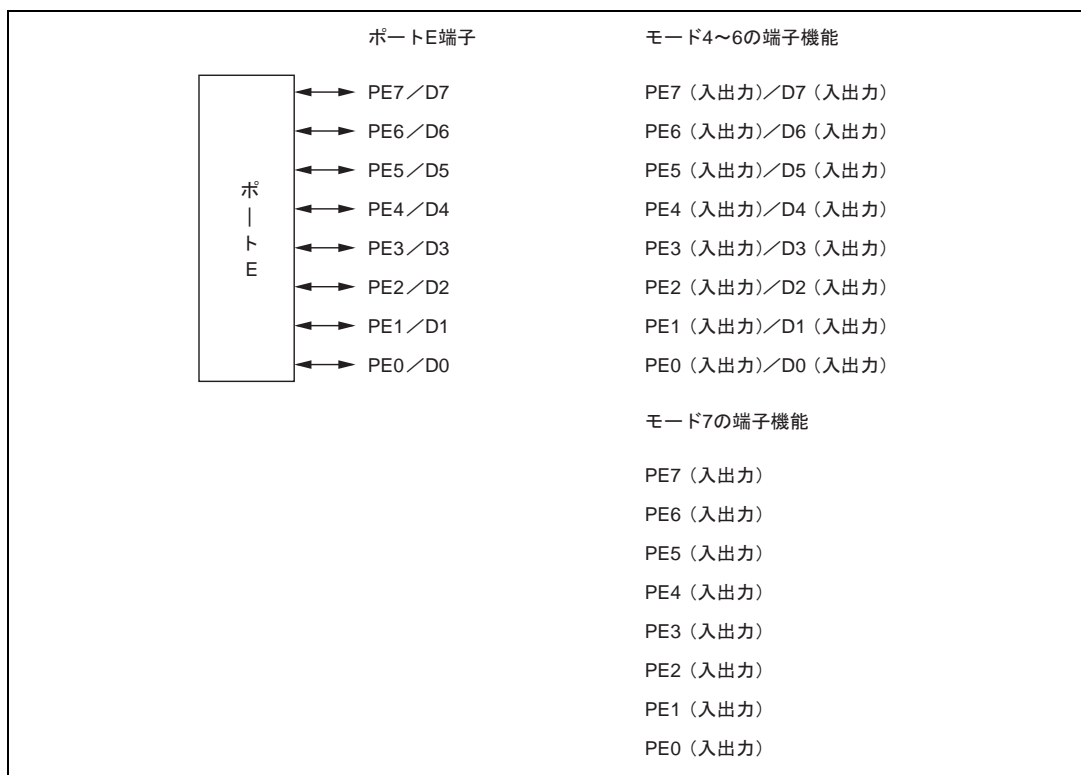 ポートE端子 モード4～6の端子機能
PE7／D7 PE7（入出力）／D7（入出力）
PE6／D6 PE6（入出力）／D6（入出力）
PE5／D5 PE5（入出力）／D5（入出力）
PE4／D4 PE4（入出力）／D4（入出力）
PE3／D3 PE3（入出力）／D3（入出力）
PE2／D2 PE2（入出力）／D2（入出力）
PE1／D1 PE1（入出力）／D1（入出力）
PE0／D0 PE0（入出力）／D0（入出力）
ポートE
モード7の端子機能
PE7（入出力）
PE6（入出力）
PE5（入出力）
PE4（入出力）
PE3（入出力）
PE2（入出力）
PE1（入出力）
PE0（入出力）